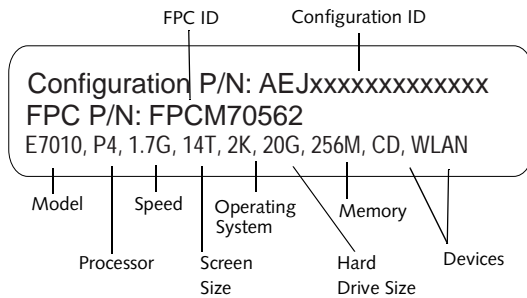 FPC ID Configuration ID
Configuration P/N: AEJxxxxxxxxxxxxx
FPC P/N: FPCM70562
E7010, P4, 1.7G, 14T, 2K, 20G, 256M, CD, WLAN
Model Speed Operating System Memory
Processor Screen Size Hard Drive Size Devices